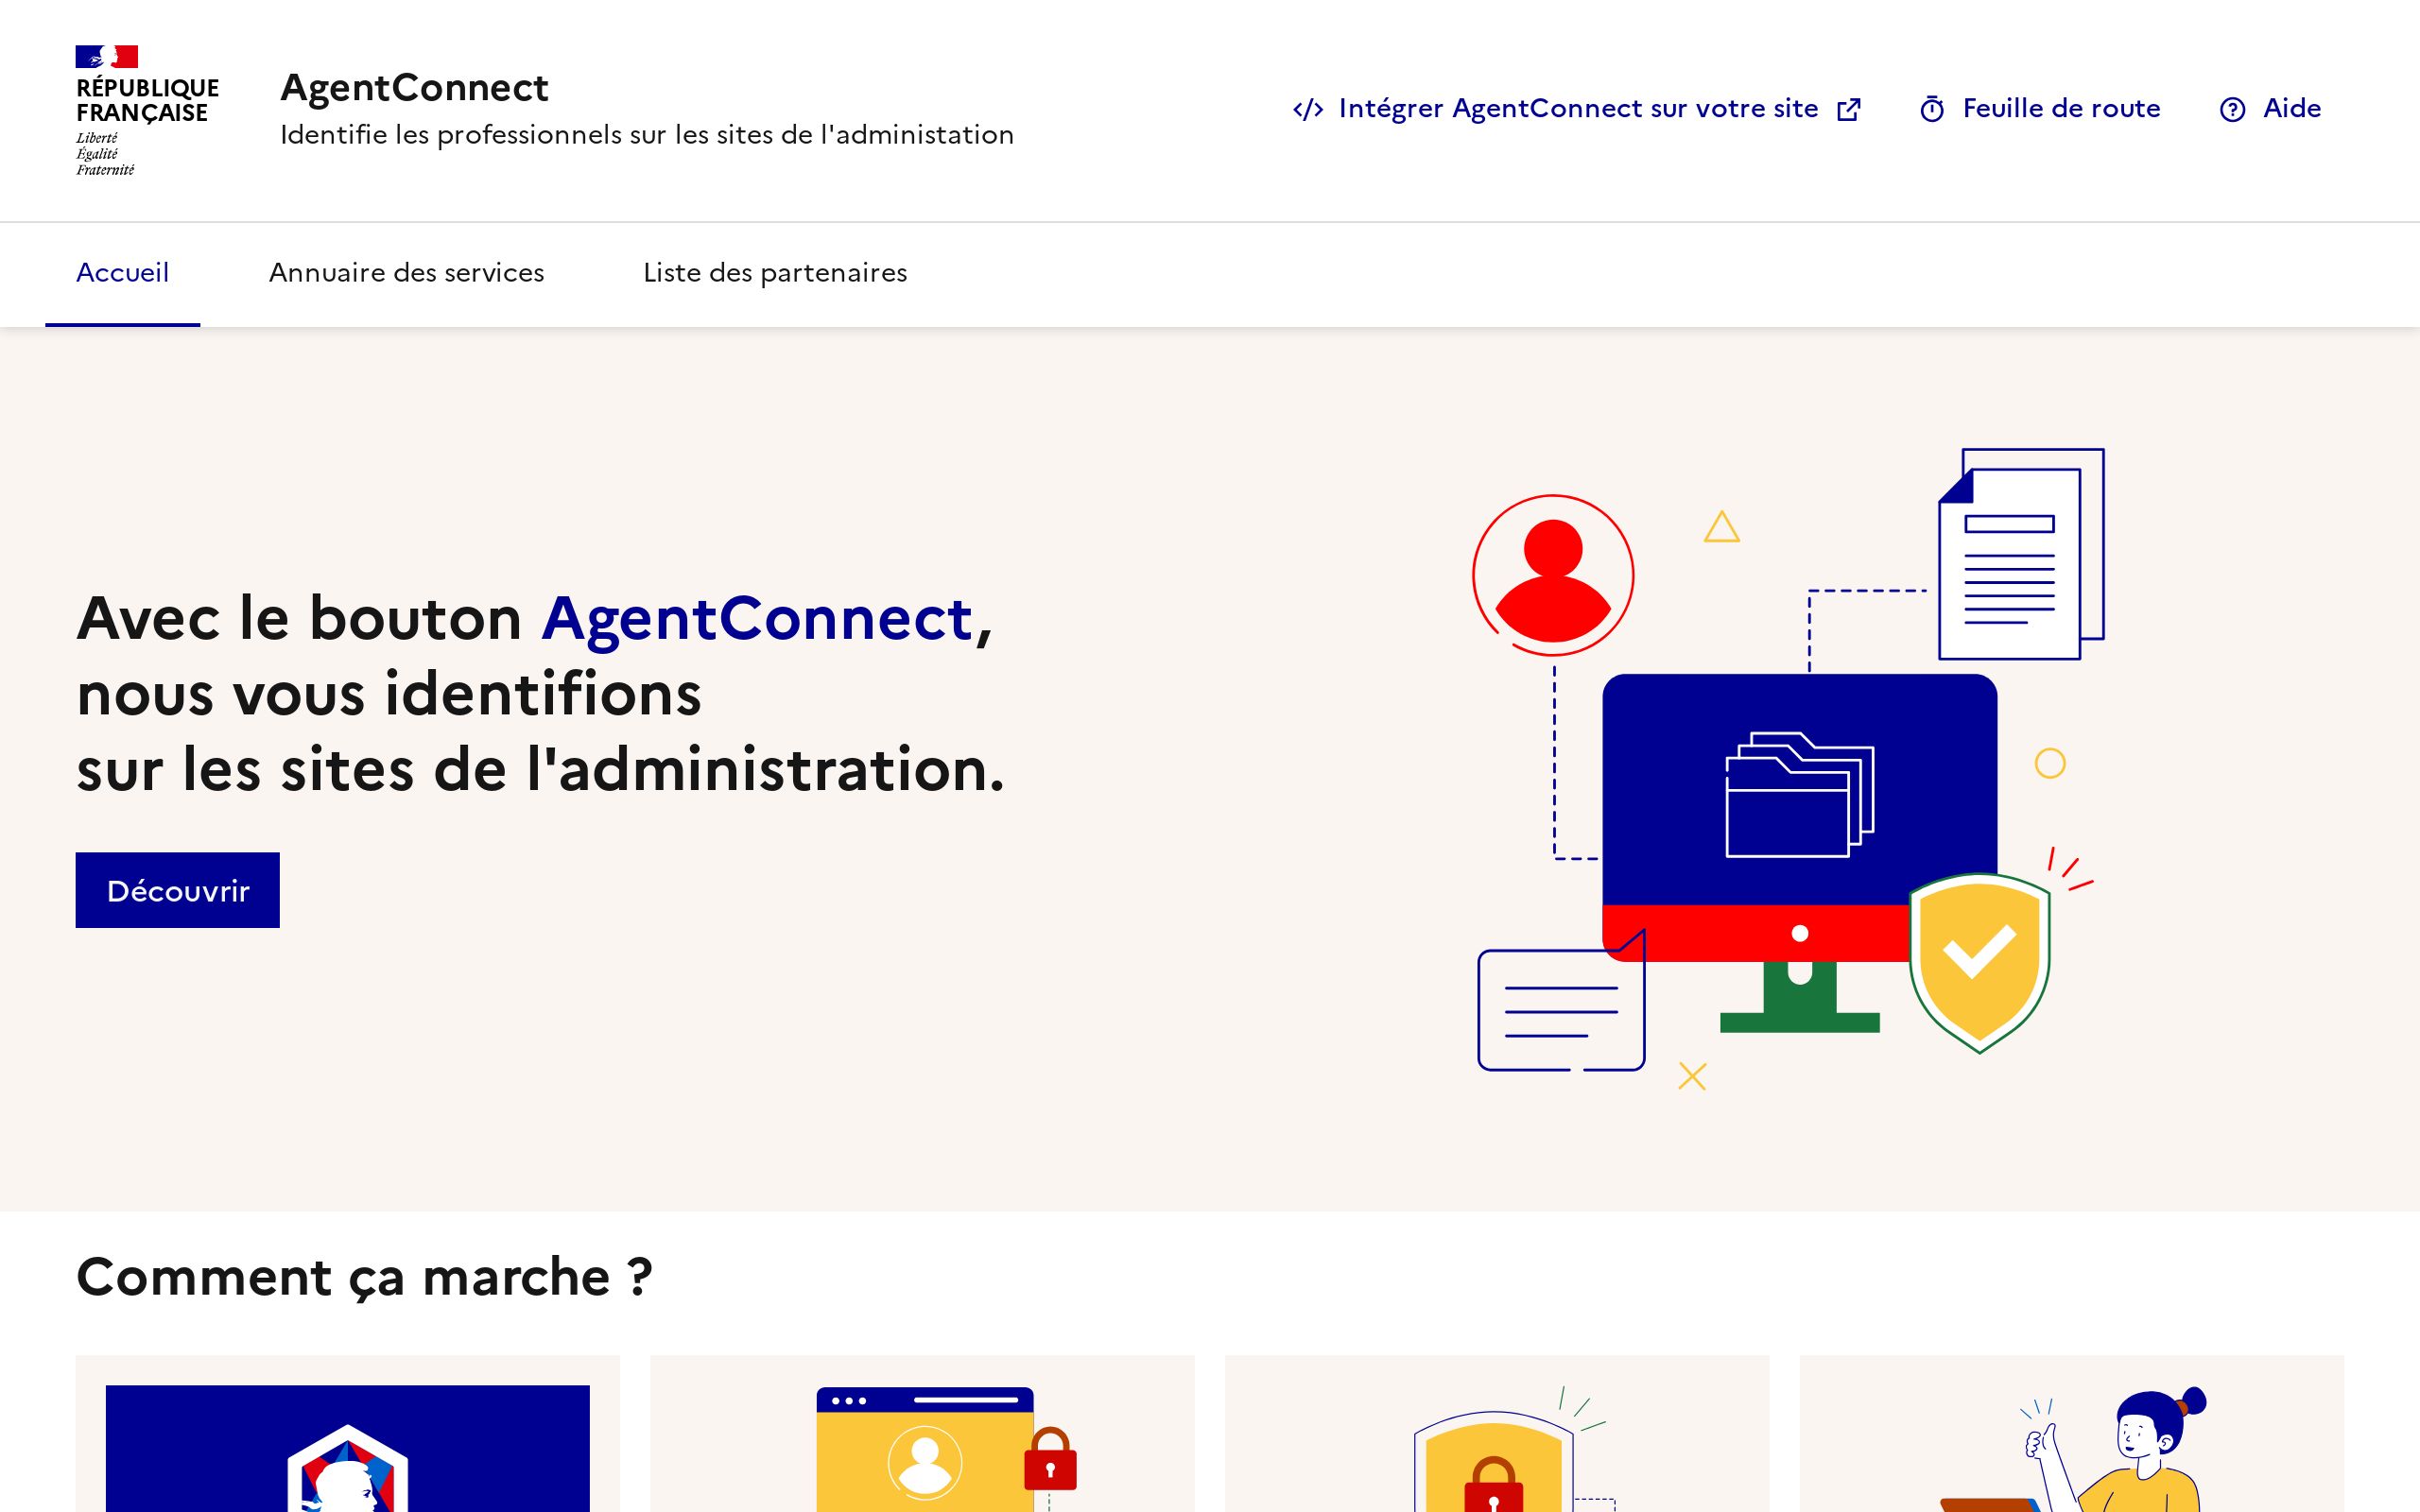 RÉPUBLIQUE
FRANÇAISE
Liberté
Égalité
Fraternité
AgentConnect
Identifie les professionnels sur les sites de l'administation
Intégrer AgentConnect sur votre site
Feuille de route
Aide
Accueil
Annuaire des services
Liste des partenaires
Avec le bouton AgentConnect,
nous vous identifions
sur les sites de l'administration.
Découvrir
Comment ça marche ?